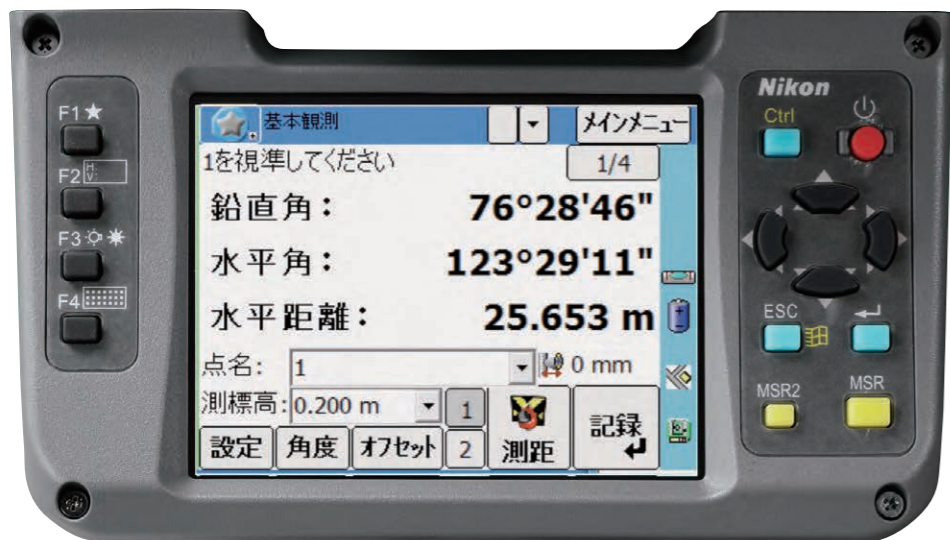 F1
F2 H: V:
F3
F4
基本観測 メインメニュー
1を視準してください 1/4
鉛直角： 76°28'46"
水平角： 123°29'11"
水平距離： 25.653 m
点名: 1 0 mm
測標高: 0.200 m 1
設定 角度 オフセット 2 測距 記録
Nikon
Ctrl
ESC
MSR2 MSR